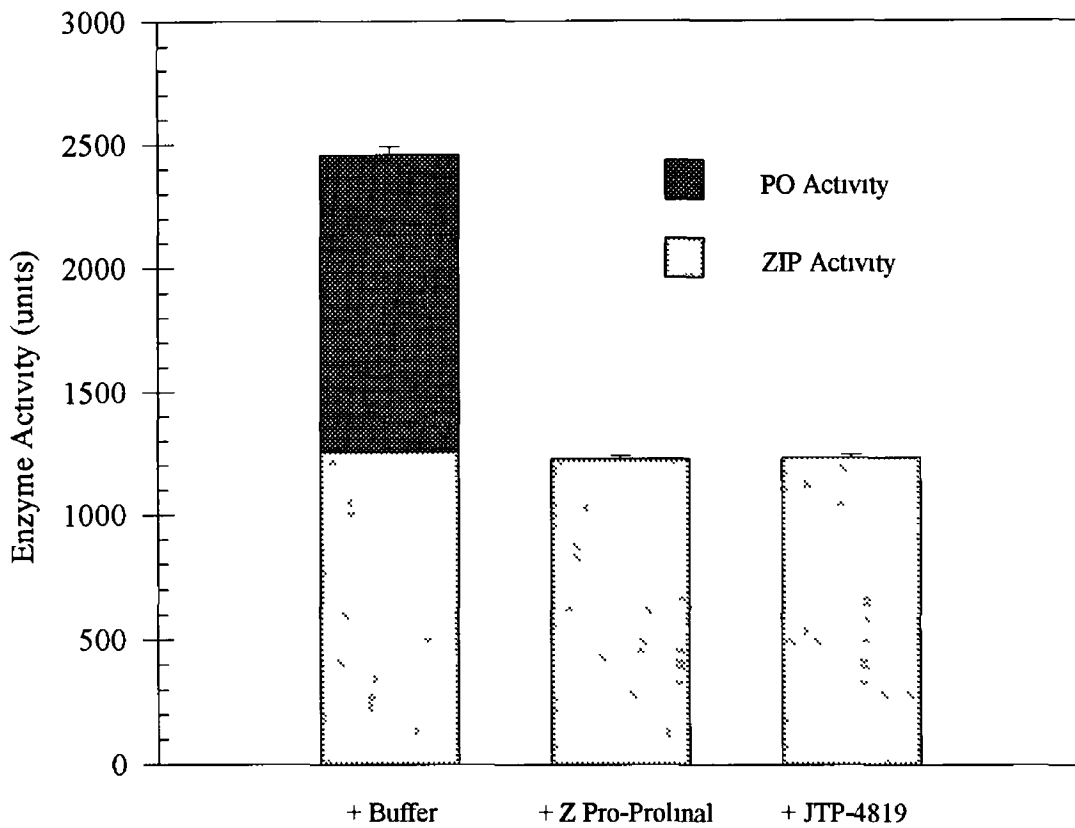 Enzyme Activity (units)
3000
2500
2000
1500
1000
500
0
PO Activity
ZIP Activity
+ Buffer
+ Z Pro-Prolinal
+ JTP-4819